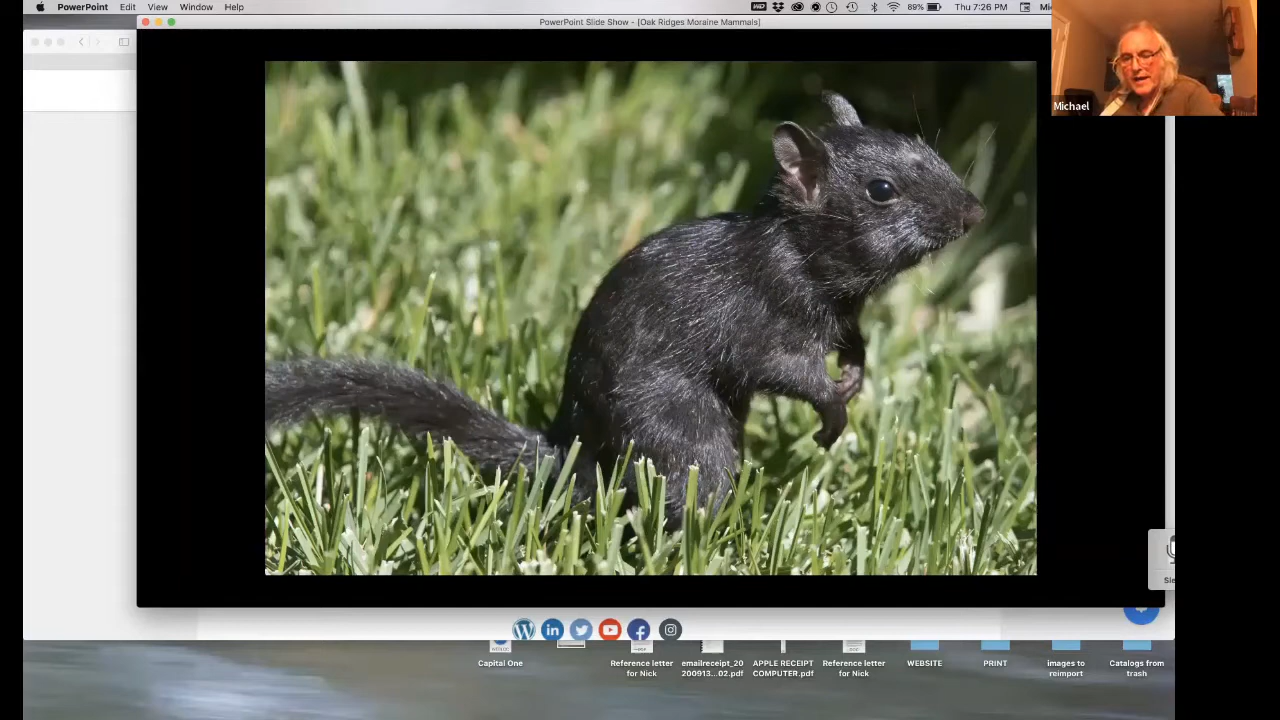 PowerPoint Edit View Window Help
89% Thu 7:26 PM
PowerPoint Slide Show - [Oak Ridges Moraine Mammals]
Michael
Capital One
Reference letter
for Nick
emailreceipt_20
200913...02.pdf
APPLE RECEIPT
COMPUTER.pdf
Reference letter
for Nick
WEBSITE
PRINT
images to
reimport
Catalogs from
trash